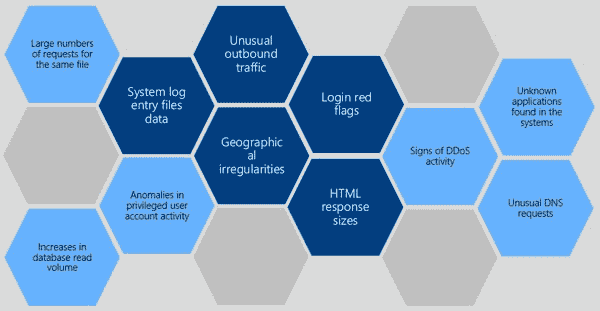 Large numbers
of requests for
the same file
System log
entry files
data
Unusual
outbound
traffic
Login red
flags
Unknown
applications
found in the
systems
Geographic
al
irregularities
Signs of DDoS
activity
Anomalies in
privileged user
account activity
HTML
response
sizes
Unusual DNS
requests
Increases in
database read
volume